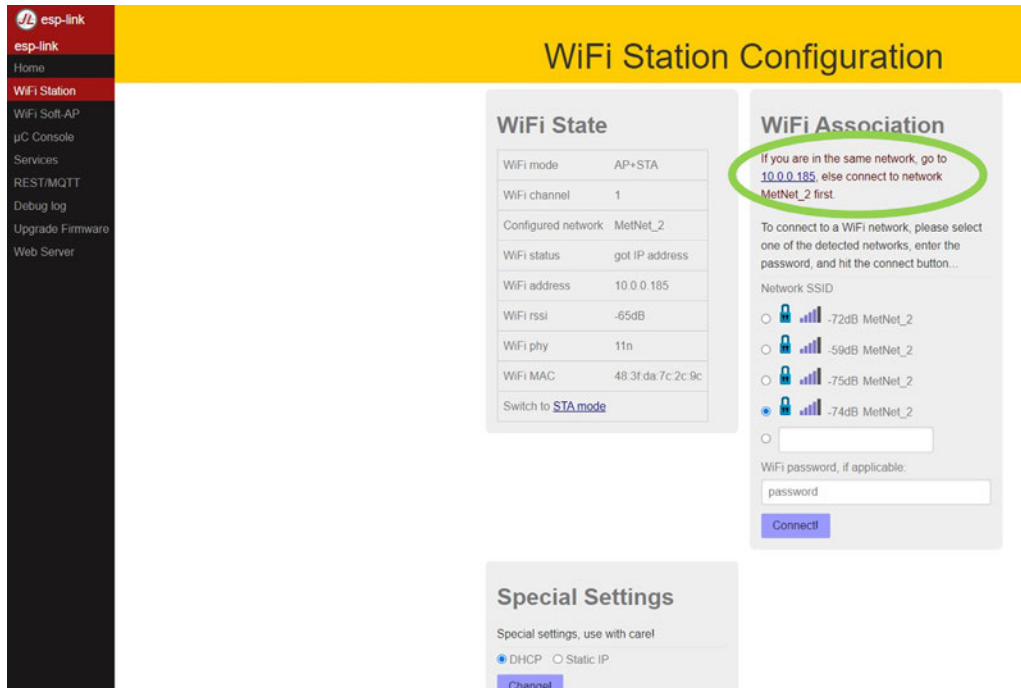 esp-link
esp-link
Home
WiFi Station
WiFi Soft-AP
µC Console
Services
REST/MQTT
Debug log
Upgrade Firmware
Web Server
WiFi Station Configuration
WiFi State
WiFi mode AP+STA
WiFi channel 1
Configured network MetNet_2
WiFi status got IP address
WiFi address 10.0.0.185
WiFi rssi -65dB
WiFi phy 11n
WiFi MAC 48:3f:da:7c:2c:9c
Switch to STA mode
WiFi Association
If you are in the same network, go to
10.0.0.185, else connect to network
MetNet_2 first.
To connect to a WiFi network, please select
one of the detected networks, enter the
password, and hit the connect button...
Network SSID
-72dB MetNet_2
-59dB MetNet_2
-75dB MetNet_2
-74dB MetNet_2
WiFi password, if applicable:
password
Connect!
Special Settings
Special settings, use with care!
DHCP Static IP
Change!